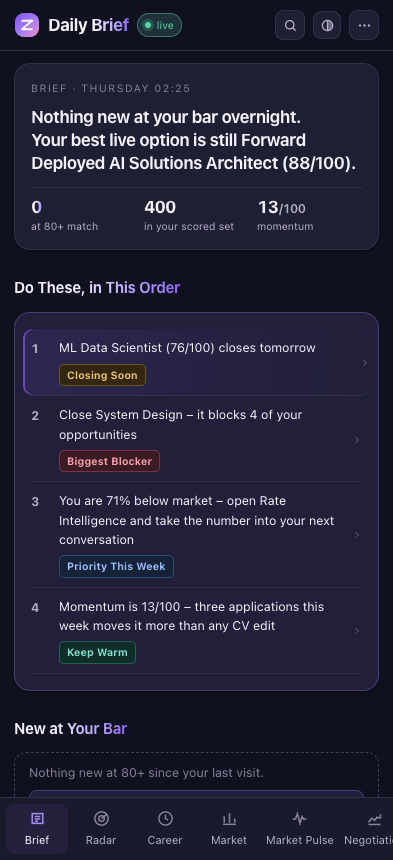 Z Daily Brief live
BRIEF · THURSDAY 02:25
Nothing new at your bar overnight.
Your best live option is still Forward
Deployed AI Solutions Architect (88/100).
0 400 13/100
at 80+ match in your scored set momentum
Do These, in This Order
1 ML Data Scientist (76/100) closes tomorrow
Closing Soon
2 Close System Design – it blocks 4 of your
opportunities
Biggest Blocker
3 You are 71% below market – open Rate
Intelligence and take the number into your next
conversation
Priority This Week
4 Momentum is 13/100 – three applications this
week moves it more than any CV edit
Keep Warm
New at Your Bar
Nothing new at 80+ since your last visit.
Brief Radar Career Market Market Pulse Negotiati